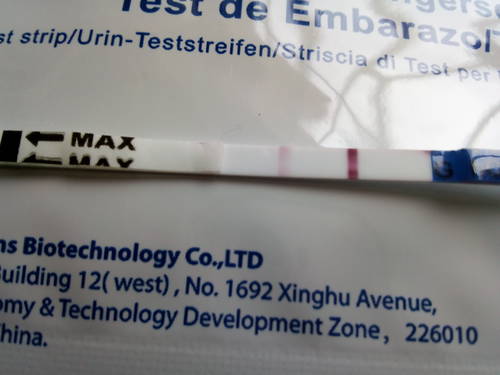 Test de Embarazo/
st strip/Urin-Teststreifen/Striscia di Test per
MAX
MAX
ns Biotechnology Co.,LTD
Building 12( west) , No. 1692 Xinghu Avenue,
omy & Technology Development Zone, 226010
China.